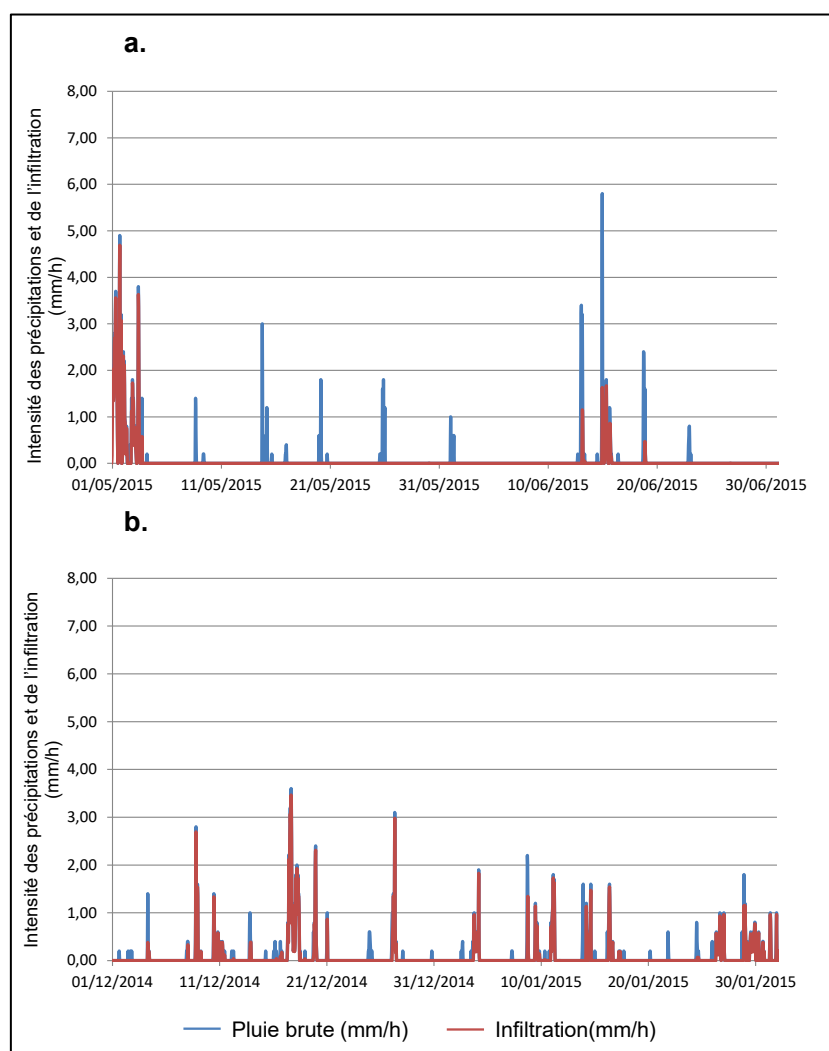 a.
Intensité des précipitations et de l'infiltration
(mm/h)
8,00
7,00
6,00
5,00
4,00
3,00
2,00
1,00
0,00
01/05/2015 11/05/2015 21/05/2015 31/05/2015 10/06/2015 20/06/2015 30/06/2015
b.
Intensité des précipitations et de l'infiltration
(mm/h)
8,00
7,00
6,00
5,00
4,00
3,00
2,00
1,00
0,00
01/12/2014 11/12/2014 21/12/2014 31/12/2014 10/01/2015 20/01/2015 30/01/2015
Pluie brute (mm/h) Infiltration(mm/h)